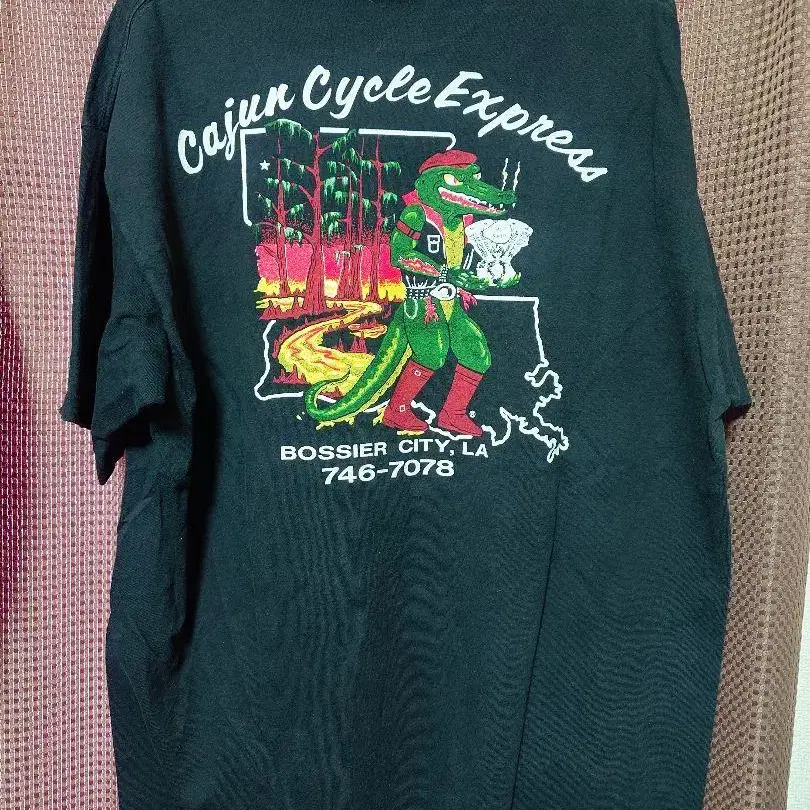 Cajun Cycle Express
BOSSIER CITY, LA
746-7078